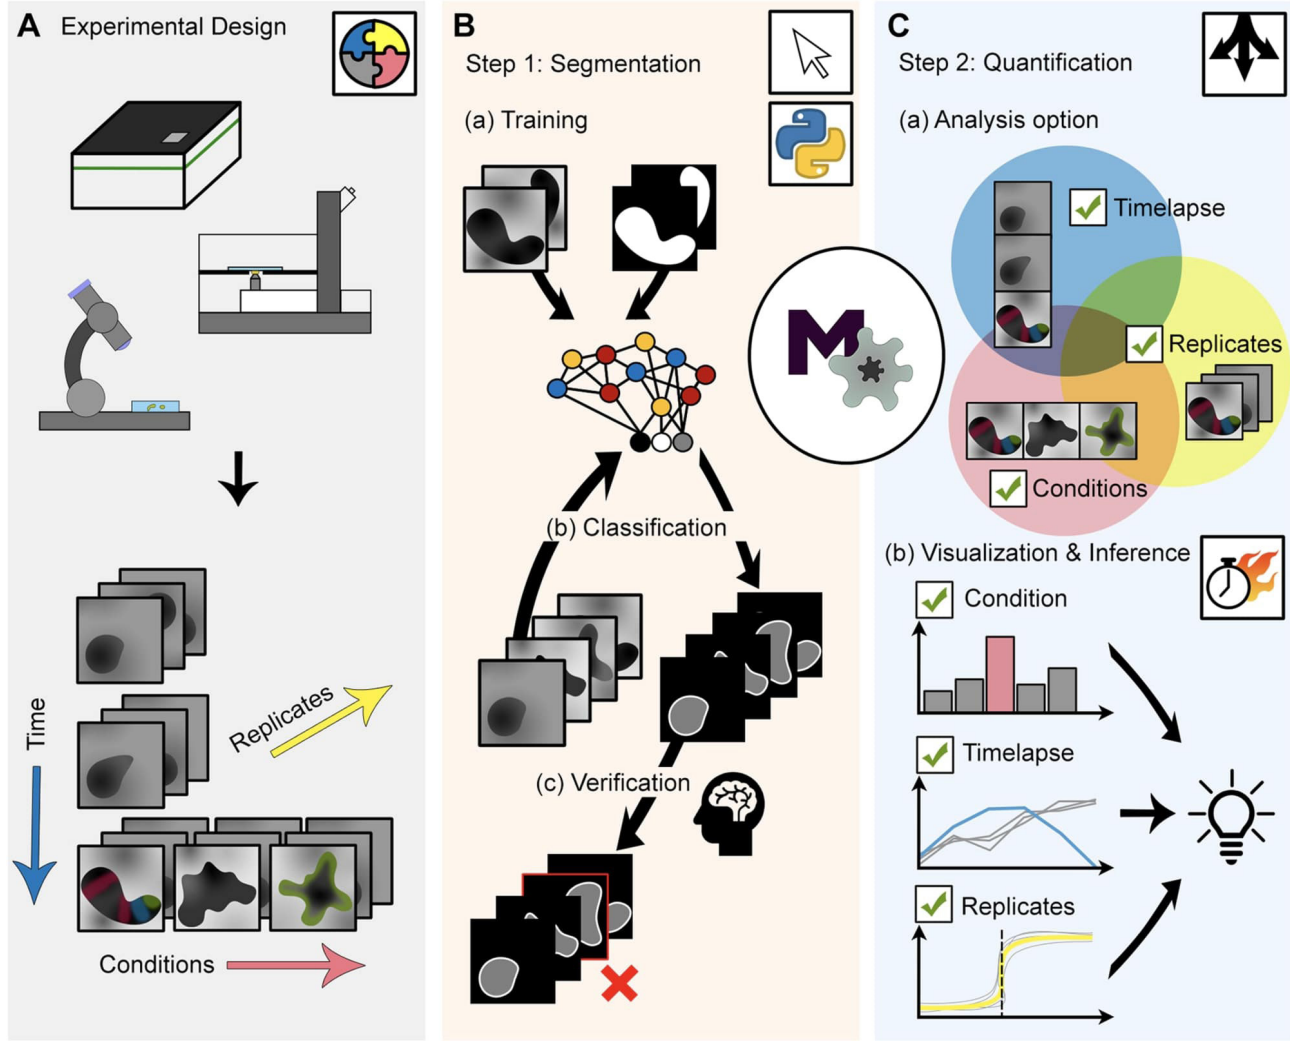 A Experimental Design
Time
Replicates
Conditions
B
Step 1: Segmentation
(a) Training
(b) Classification
(c) Verification
M
C
Step 2: Quantification
(a) Analysis option
Timelapse
Replicates
Conditions
(b) Visualization & Inference
Condition
Timelapse
Replicates